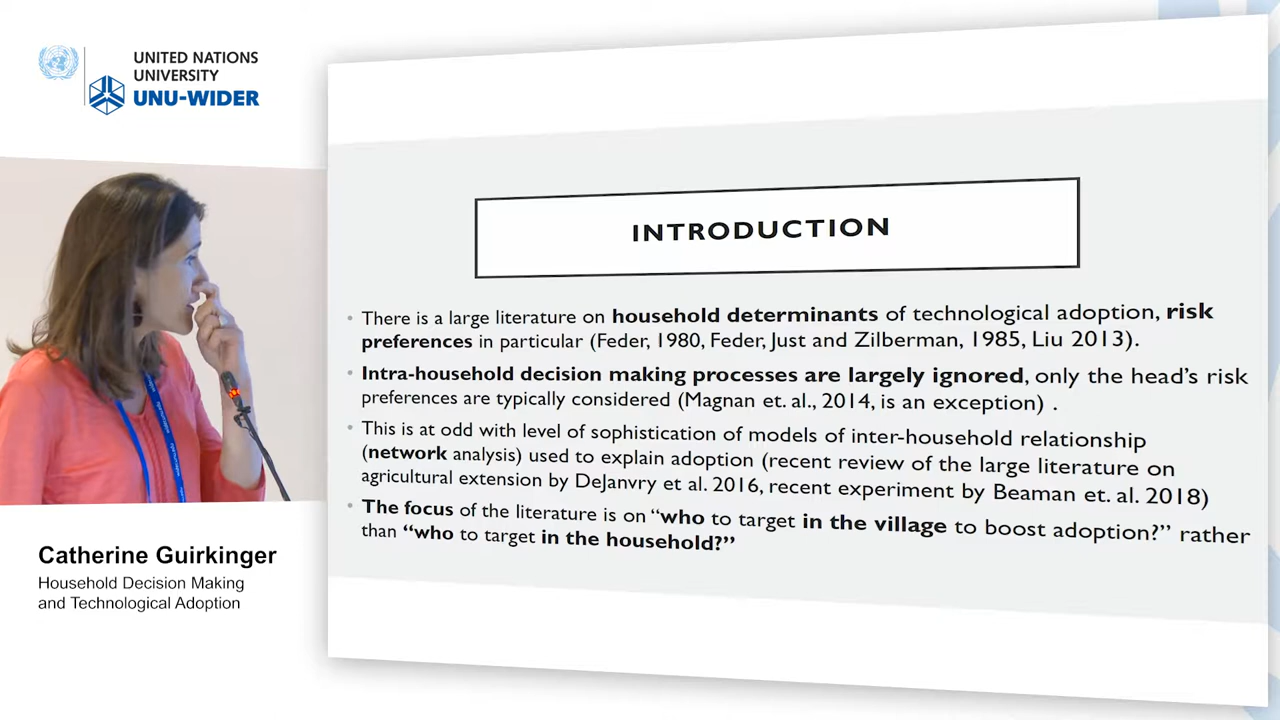 UNITED NATIONS
UNIVERSITY
UNU-WIDER
INTRODUCTION
• There is a large literature on household determinants of technological adoption, risk
preferences in particular (Feder, 1980, Feder, Just and Zilberman, 1985, Liu 2013).
• Intra-household decision making processes are largely ignored, only the head’s risk
preferences are typically considered (Magnan et. al., 2014, is an exception) .
• This is at odd with level of sophistication of models of inter-household relationship
(network analysis) used to explain adoption (recent review of the large literature on
agricultural extension by DeJanvry et al. 2016, recent experiment by Beaman et. al. 2018)
• The focus of the literature is on “who to target in the village to boost adoption?” rather
than “who to target in the household?”
Catherine Guirkinger
Household Decision Making
and Technological Adoption